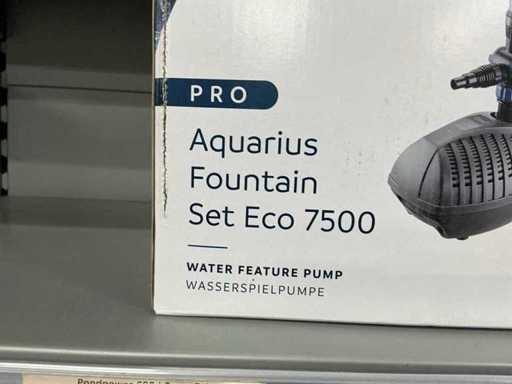 PRO
Aquarius
Fountain
Set Eco 7500
WATER FEATURE PUMP
WASSERSPIELPUMPE